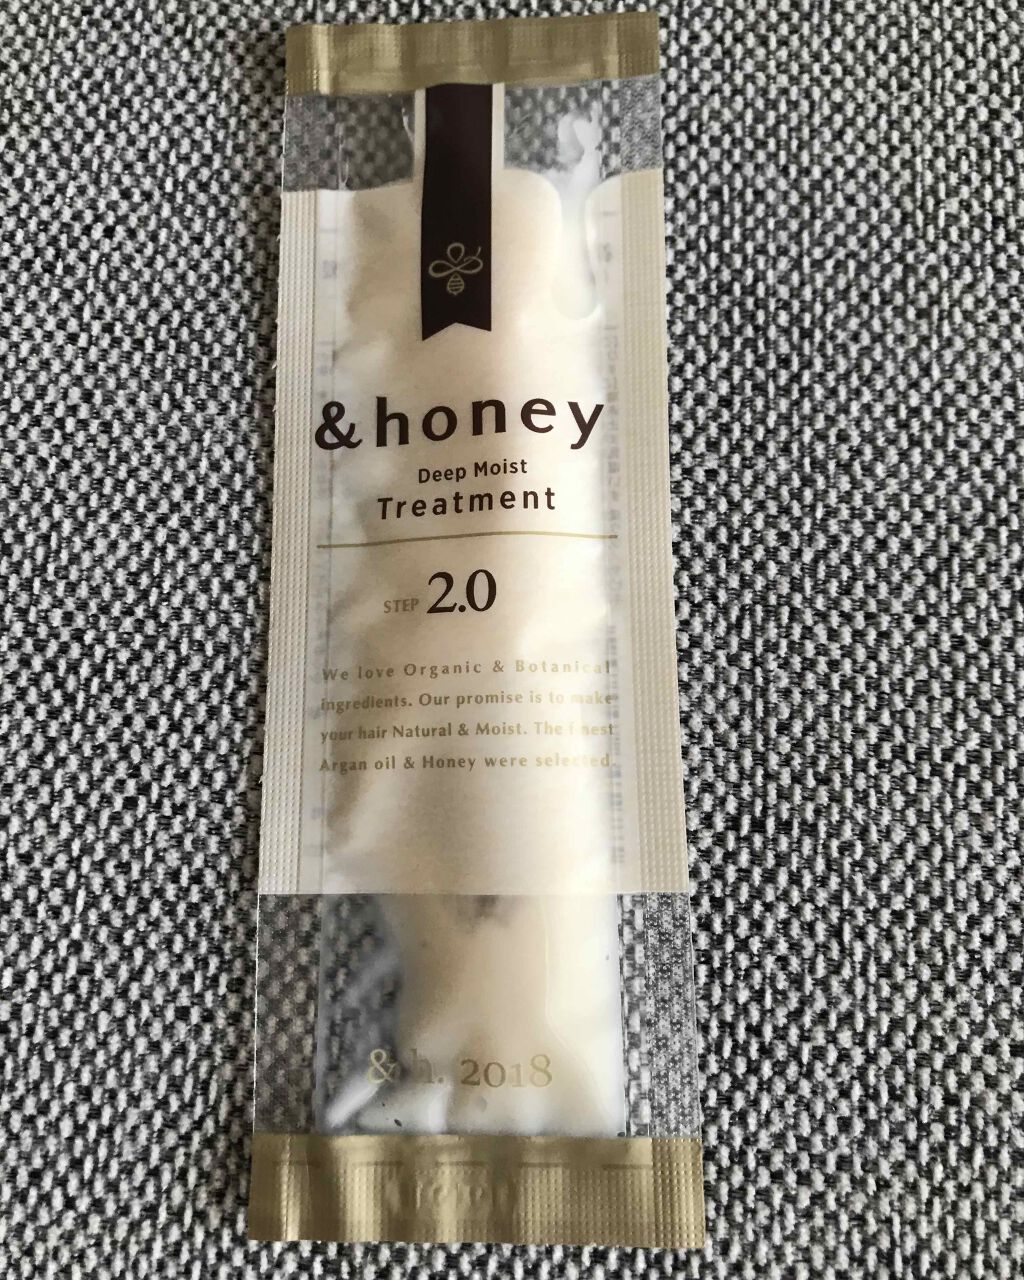 &honey
Deep Moist
Treatment
STEP 2.0
We love Organic & Botanical
ingredients. Our promise is to make
your hair Natural & Moist. The finest
Argan oil & Honey were selected.
& h. 2018